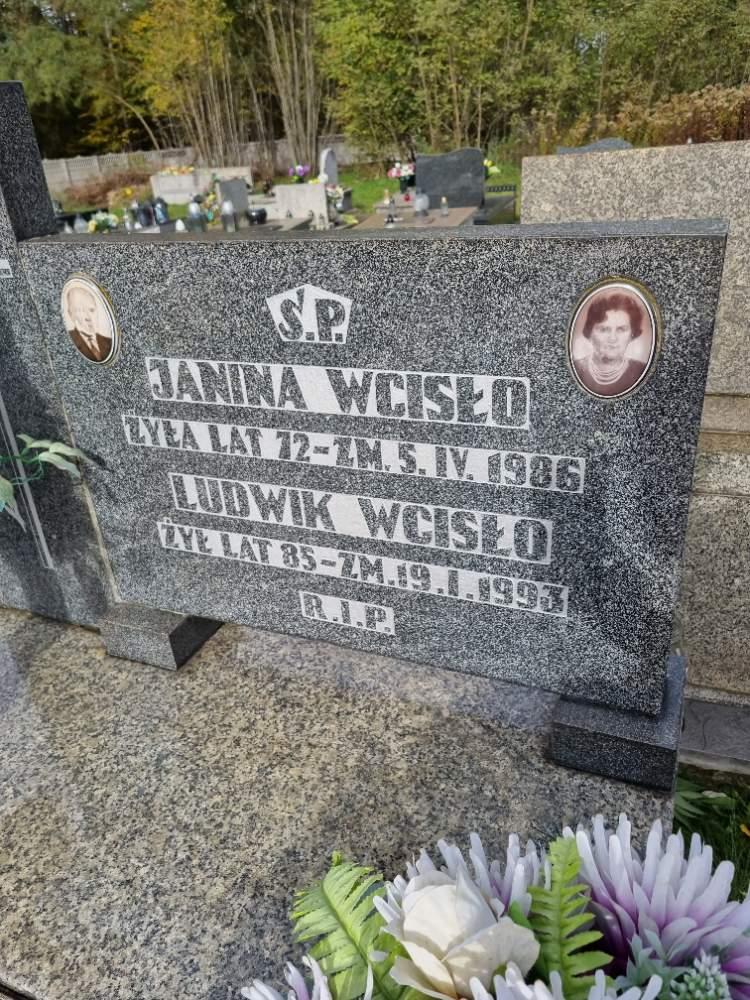 Ś.P.
JANINA WCISŁO
ŻYŁA LAT 72-ZM. 5. IV. 1986
LUDWIK WCISŁO
ŻYŁ LAT 85-ZM.19.I.1993
R.I.P.